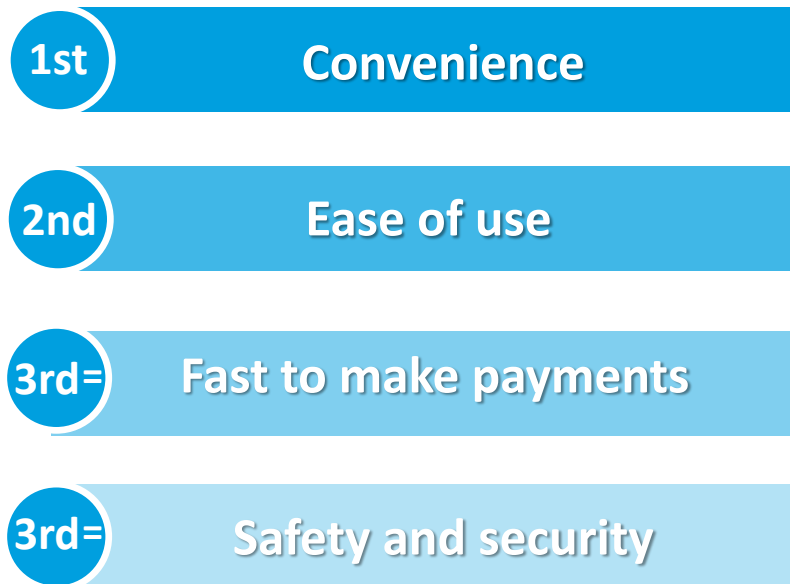 1st Convenience
2nd Ease of use
3rd= Fast to make payments
3rd= Safety and security